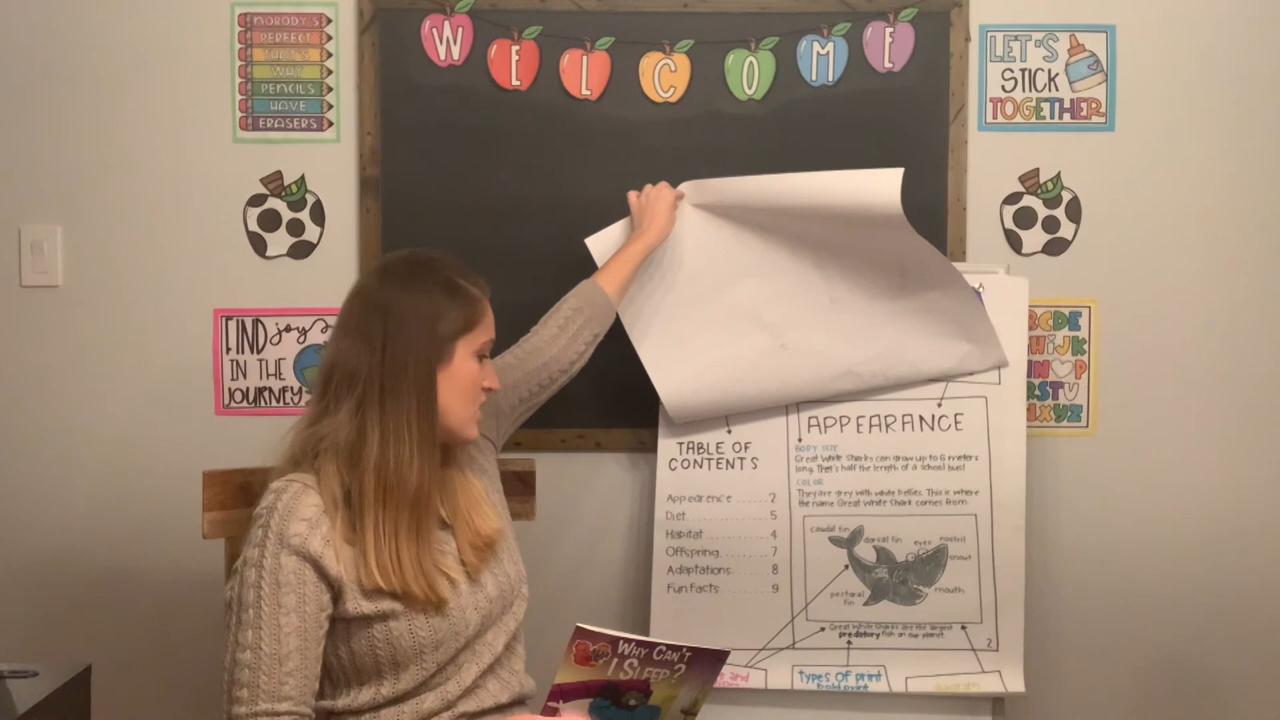 WELCOME
NOBODY'S
PERFECT
THAT'S
WHY
PENCILS
HAVE
ERASERS
LET'S
STICK
TOGETHER
FIND joy
IN THE
JOURNEY
BCDE
HIJK
RSTU
WXYZ
TABLE OF
CONTENTS
Appearence ...... 2
Diet ...... 5
Habitat ...... 4
Offspring ...... 7
Adaptations ...... 8
Fun Facts ...... 9
APPEARANCE
BODY SIZE
Great White Sharks can grow up to 6 meters
long. That's half the length of a school bus!
COLOR
They are grey with white bellies. This is where
the name Great White Shark comes from.
caudal fin
dorsal fin
eyes
nostril
snout
mouth
pectoral
fin
Great White Sharks are the largest
predatory fish on our planet.
2
and
Types of print
bold print
WHY CAN'T
I SLEEP?